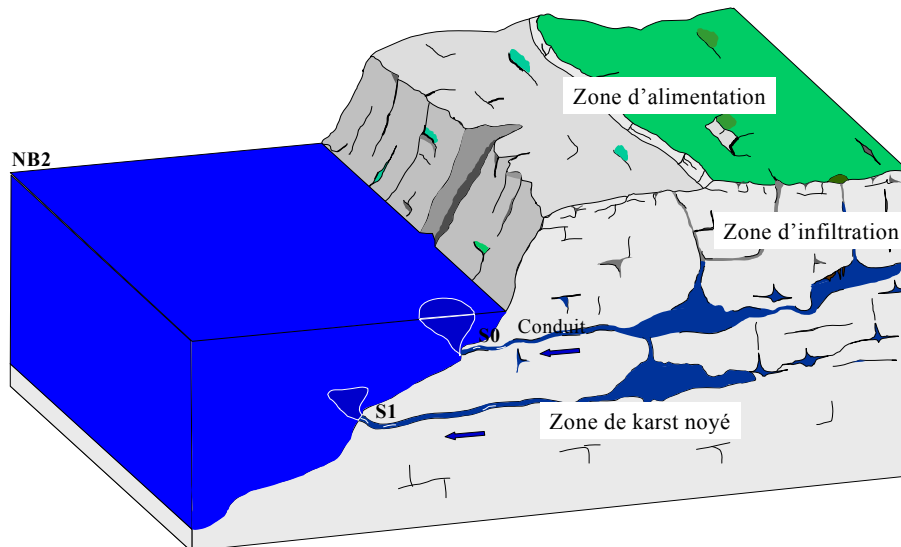 Zone d’alimentation
NB2
Zone d’infiltration
Conduit
S0
S1
Zone de karst noyé